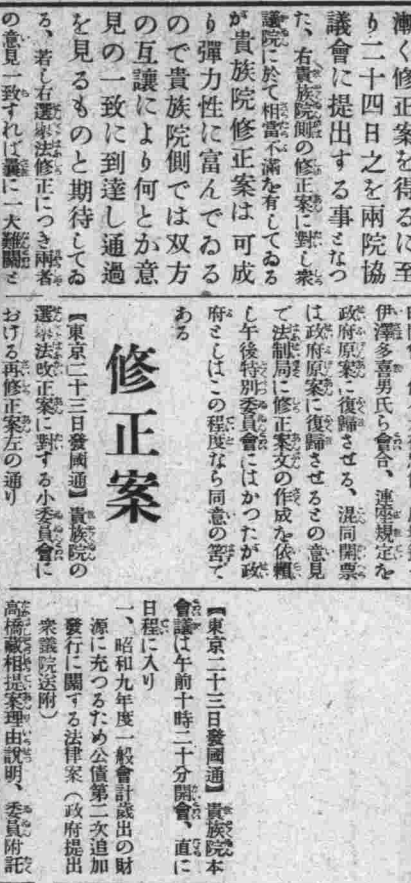 漸く修正案を得るに至
り二十四日之を兩院協
議會に提出する事となつ
た、右貴族院側の修正案に對し衆
議院に於て相當不滿を有してゐる
が貴族院修正案は可成
り彈力性に富んでゐる
ので貴族院側では双方
の互讓により何とか意
見の一致に到達し通過
を見るものと期待してゐ
る、若し右選擧法修正につき兩者
の意見一致すれば曩に一大難關と
伊澤多喜男氏ら會合、連座規定を
政府原案に復歸させる、混同開票
は政府原案に復歸させるとの意見
で法制局に修正案文の作成を依賴
し午後特別委員會にはかつたが政
府としはこの程度なら同意の筈で
ある
修正案
【東京二十三日發國通】貴族院の
選擧法改正案に對する小委員會に
おける再修正案左の通り
【東京二十三日發國通】貴族院本
會議は午前十時二十分開會、直に
日程に入り
一、昭和九年度一般會計歲出の財
源に充つるため公債第二次追加
發行に關する法律案(政府提出
衆議院送附)
高橋藏相提案理由說明、委員附託